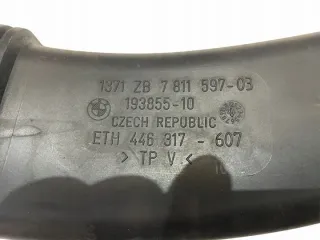 1371 ZB 7 811 597-03
193855-10
CZECH REPUBLIC
ETH 446 317 - 607
> TP V <